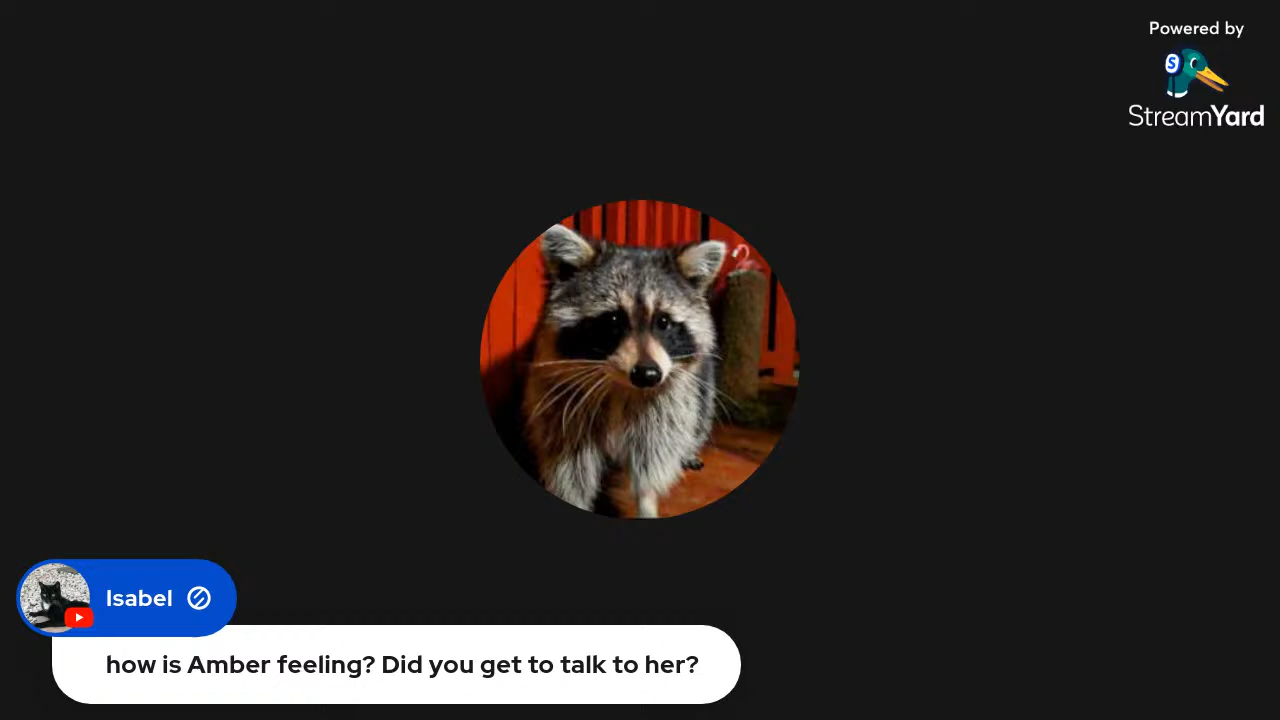 Powered by
S
StreamYard
Isabel
how is Amber feeling? Did you get to talk to her?